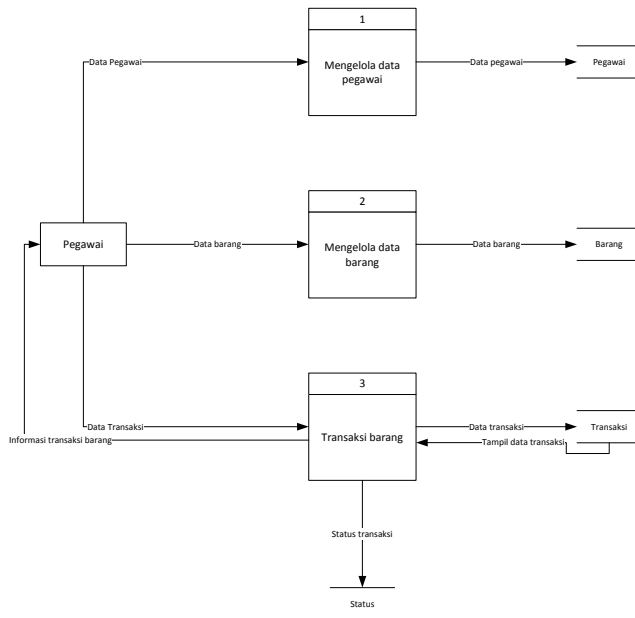 1
Data Pegawai
Mengelola data
pegawai
Data pegawai
Pegawai
2
Pegawai
Data barang
Mengelola data
barang
Data barang
Barang
3
Data Transaksi
Informasi transaksi barang
Transaksi barang
Data transaksi
Transaksi
Tampil data transaksi
Status transaksi
Status